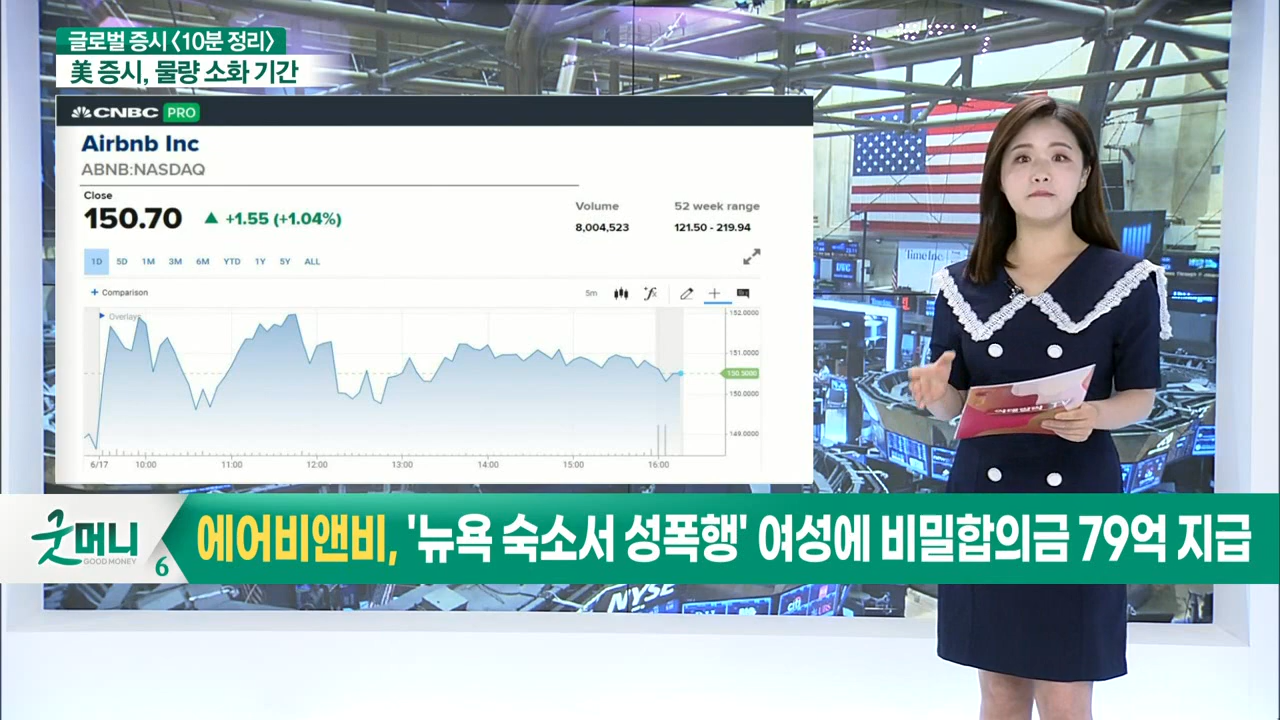 글로벌 증시 <10분 정리>
美 증시, 물량 소화 기간
CNBC PRO
Airbnb Inc
ABNB:NASDAQ
Close
150.70 ▲ +1.55 (+1.04%)
Volume
8,004,523
52 week range
121.50 - 219.94
1D 5D 1M 3M 6M YTD 1Y 5Y ALL
+ Comparison
5m
Overlays
152.0000
151.0000
150.5000
150.0000
149.0000
6/17 10:00 11:00 12:00 13:00 14:00 15:00 16:00
Time Inc.
굿머니
GOOD MONEY
6
에어비앤비, '뉴욕 숙소서 성폭행' 여성에 비밀합의금 79억 지급
NYSE
citi